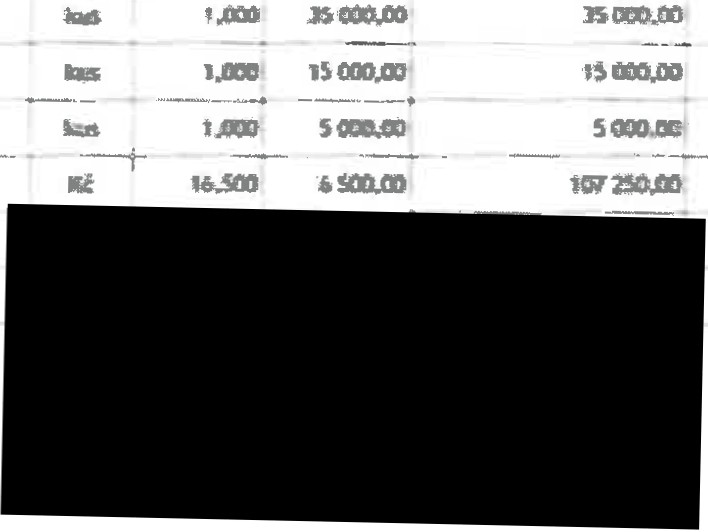 kus 1,000 35 000,00 35 000,00
kus 1,000 15 000,00 15 000,00
kus 1,000 5 000,00 5 000,00
Kč 16,500 6 500,00 107 250,00